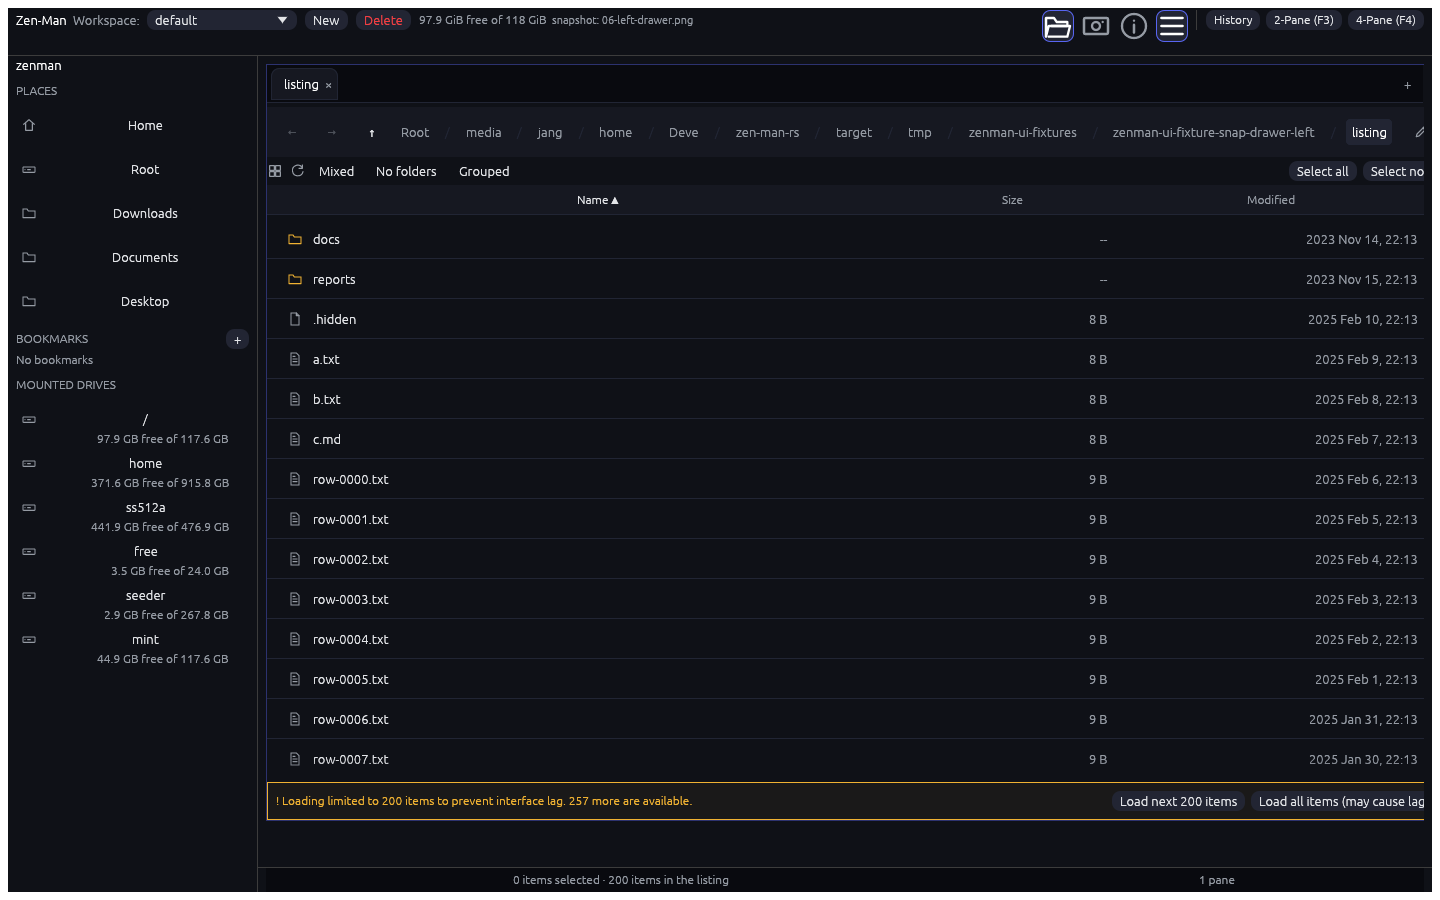 Zen-Man Workspace: default New Delete 97.9 GiB free of 118 GiB snapshot: 06-left-drawer.png History 2-Pane (F3) 4-Pane (F4)
zenman
PLACES
Home
Root
Downloads
Documents
Desktop
BOOKMARKS +
No bookmarks
MOUNTED DRIVES
/
97.9 GB free of 117.6 GB
home
371.6 GB free of 915.8 GB
ss512a
441.9 GB free of 476.9 GB
free
3.5 GB free of 24.0 GB
seeder
2.9 GB free of 267.8 GB
mint
44.9 GB free of 117.6 GB
listing × +
← → ↑ Root / media / jang / home / Deve / zen-man-rs / target / tmp / zenman-ui-fixtures / zenman-ui-fixture-snap-drawer-left / listing
Mixed No folders Grouped Select all Select no
Name ▲ Size Modified
docs -- 2023 Nov 14, 22:13
reports -- 2023 Nov 15, 22:13
.hidden 8 B 2025 Feb 10, 22:13
a.txt 8 B 2025 Feb 9, 22:13
b.txt 8 B 2025 Feb 8, 22:13
c.md 8 B 2025 Feb 7, 22:13
row-0000.txt 9 B 2025 Feb 6, 22:13
row-0001.txt 9 B 2025 Feb 5, 22:13
row-0002.txt 9 B 2025 Feb 4, 22:13
row-0003.txt 9 B 2025 Feb 3, 22:13
row-0004.txt 9 B 2025 Feb 2, 22:13
row-0005.txt 9 B 2025 Feb 1, 22:13
row-0006.txt 9 B 2025 Jan 31, 22:13
row-0007.txt 9 B 2025 Jan 30, 22:13
! Loading limited to 200 items to prevent interface lag. 257 more are available. Load next 200 items Load all items (may cause lag
0 items selected · 200 items in the listing 1 pane